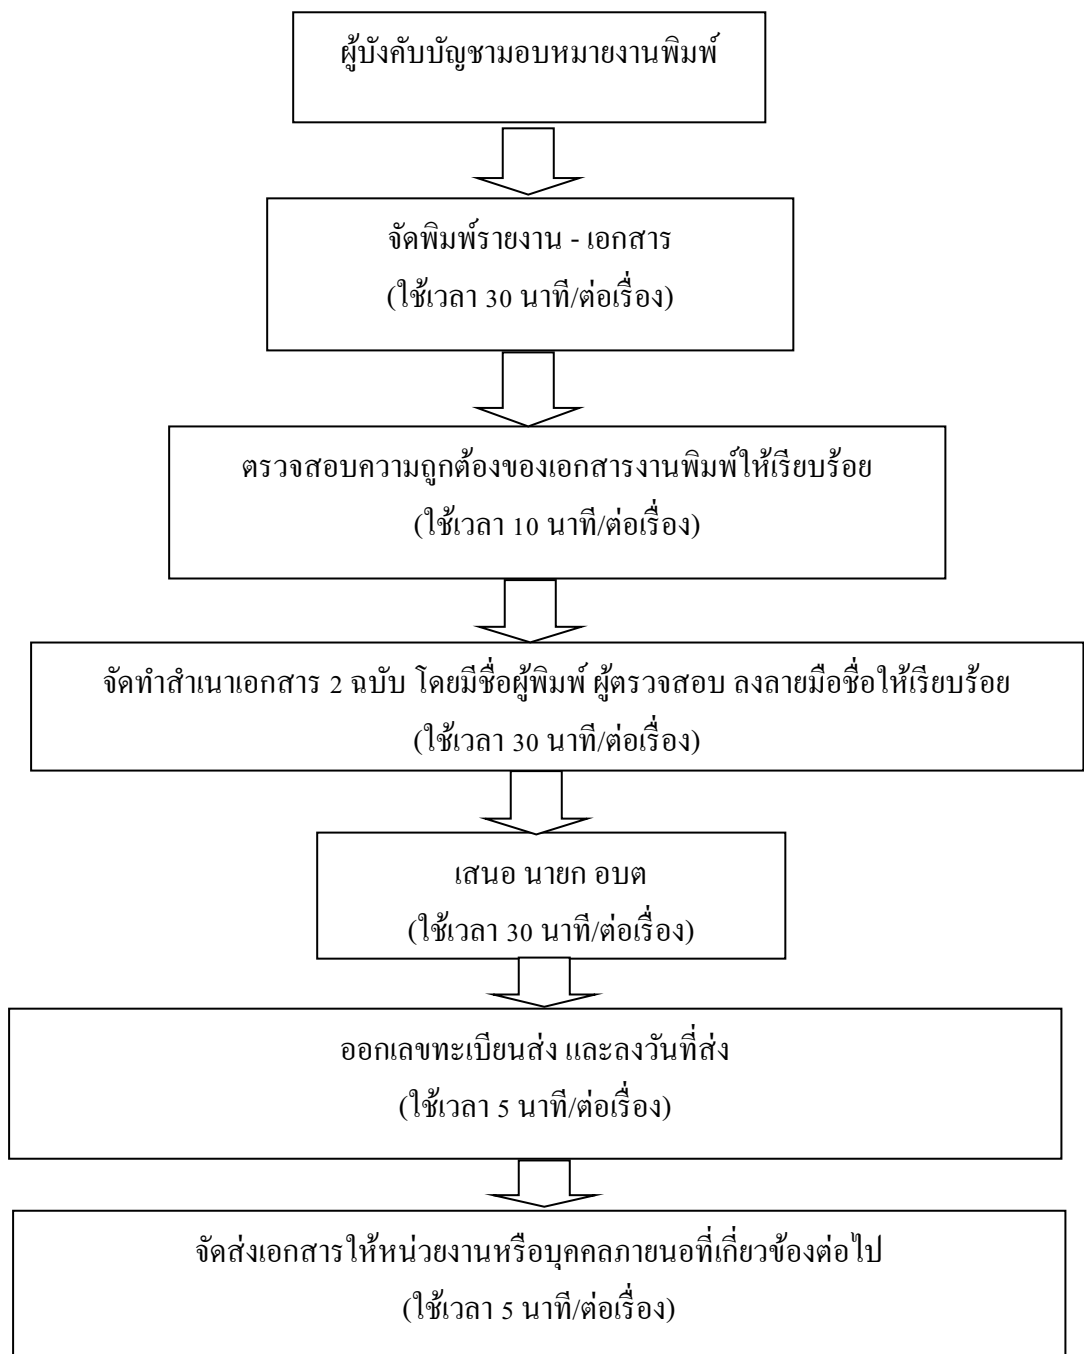 ผู้บังคับบัญชามอบหมายงานพิมพ์
จัดพิมพ์รายงาน - เอกสาร
(ใช้เวลา 30 นาที/ต่อเรื่อง)
ตรวจสอบความถูกต้องของเอกสารงานพิมพ์ให้เรียบร้อย
(ใช้เวลา 10 นาที/ต่อเรื่อง)
จัดทำสำเนาเอกสาร 2 ฉบับ โดยมีชื่อผู้พิมพ์ ผู้ตรวจสอบ ลงลายมือชื่อให้เรียบร้อย
(ใช้เวลา 30 นาที/ต่อเรื่อง)
เสนอ นายก อบต
(ใช้เวลา 30 นาที/ต่อเรื่อง)
ออกเลขทะเบียนส่ง และลงวันที่ส่ง
(ใช้เวลา 5 นาที/ต่อเรื่อง)
จัดส่งเอกสารให้หน่วยงานหรือบุคคลภายนอที่เกี่ยวข้องต่อไป
(ใช้เวลา 5 นาที/ต่อเรื่อง)